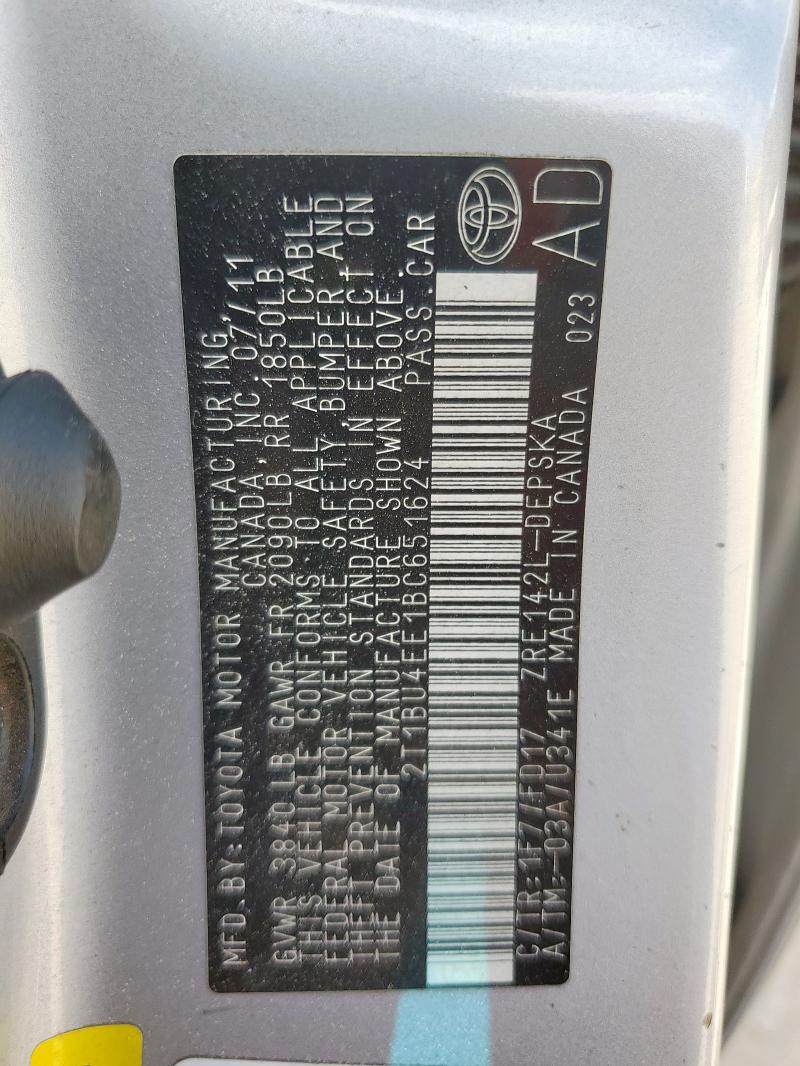 MFD.BY:TOYOTA MOTOR MANUFACTURING,
CANADA, INC. 07/11
GVWR 3840LB GAWR FR 2090LB RR 1850LB
THIS VEHICLE CONFORMS TO ALL APPLICABLE
FEDERAL MOTOR VEHICLE SAFETY, BUMPER AND
THEFT PREVENTION STANDARDS IN EFFECT ON
THE DATE OF MANUFACTURE SHOWN ABOVE.
2T1BU4EE1BC651624 PASS.CAR
C/TR:1F7/FD17 ZRE142L-DEPSKA
A/TM:-03A/U341E MADE IN CANADA 023
AD